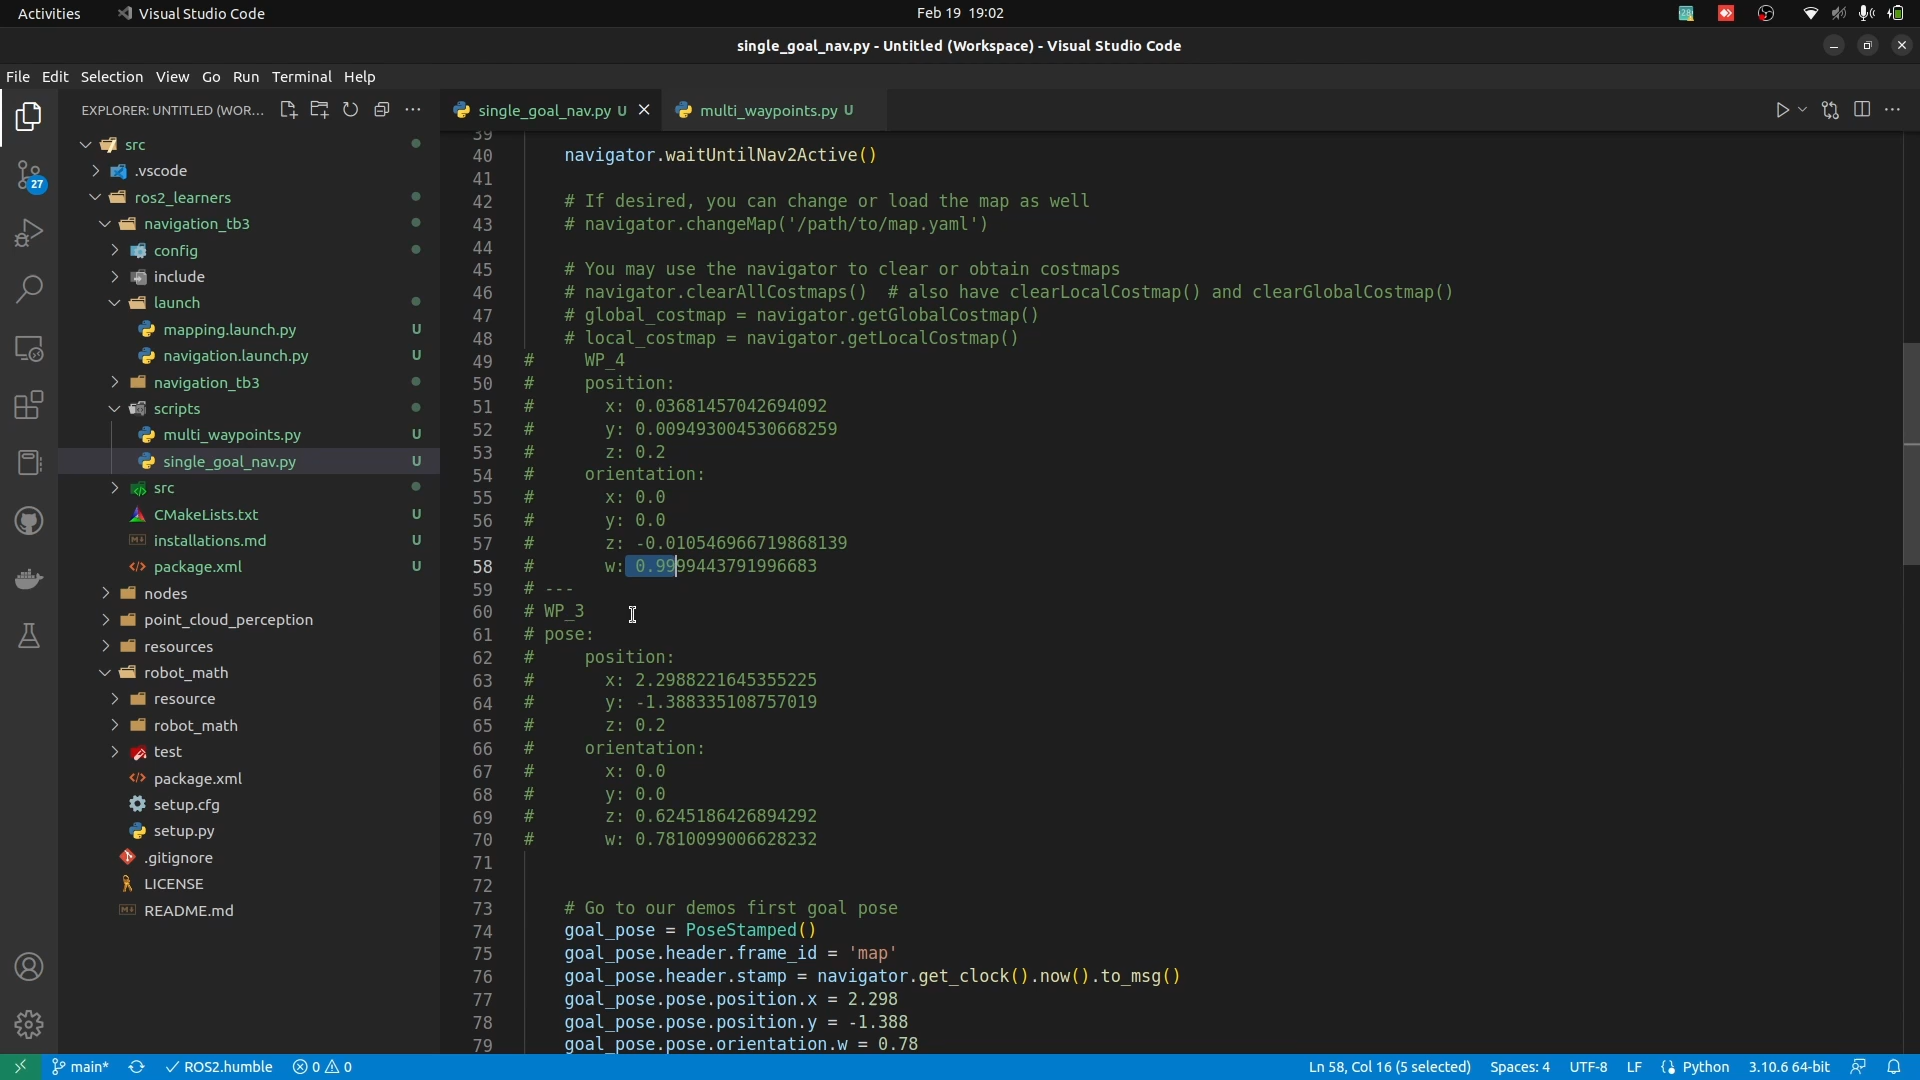 Activities
Visual Studio Code
Feb 19 19:02
single_goal_nav.py - Untitled (Workspace) - Visual Studio Code
File Edit Selection View Go Run Terminal Help
EXPLORER: UNTITLED (WOR...
single_goal_nav.py U
multi_waypoints.py U
27
src
.vscode
ros2_learners
navigation_tb3
config
include
launch
mapping.launch.py U
navigation.launch.py U
navigation_tb3
scripts
multi_waypoints.py U
single_goal_nav.py U
src
CMakeLists.txt U
installations.md U
package.xml U
nodes
point_cloud_perception
resources
robot_math
resource
robot_math
test
package.xml
setup.cfg
setup.py
.gitignore
LICENSE
README.md
39
40 navigator.waitUntilNav2Active()
41
42 # If desired, you can change or load the map as well
43 # navigator.changeMap('/path/to/map.yaml')
44
45 # You may use the navigator to clear or obtain costmaps
46 # navigator.clearAllCostmaps()  # also have clearLocalCostmap() and clearGlobalCostmap()
47 # global_costmap = navigator.getGlobalCostmap()
48 # local_costmap = navigator.getLocalCostmap()
49 # WP_4
50 # position:
51 # x: 0.03681457042694092
52 # y: 0.009493004530668259
53 # z: 0.2
54 # orientation:
55 # x: 0.0
56 # y: 0.0
57 # z: -0.010546966719868139
58 # w: 0.9999443791996683
59 # ---
60 # WP_3
61 # pose:
62 # position:
63 # x: 2.2988221645355225
64 # y: -1.388335108757019
65 # z: 0.2
66 # orientation:
67 # x: 0.0
68 # y: 0.0
69 # z: 0.6245186426894292
70 # w: 0.7810099006628232
71
72
73 # Go to our demos first goal pose
74 goal_pose = PoseStamped()
75 goal_pose.header.frame_id = 'map'
76 goal_pose.header.stamp = navigator.get_clock().now().to_msg()
77 goal_pose.pose.position.x = 2.298
78 goal_pose.pose.position.y = -1.388
79 goal_pose.pose.orientation.w = 0.78
main* ROS2.humble 0 0 Ln 58, Col 16 (5 selected) Spaces: 4 UTF-8 LF Python 3.10.6 64-bit